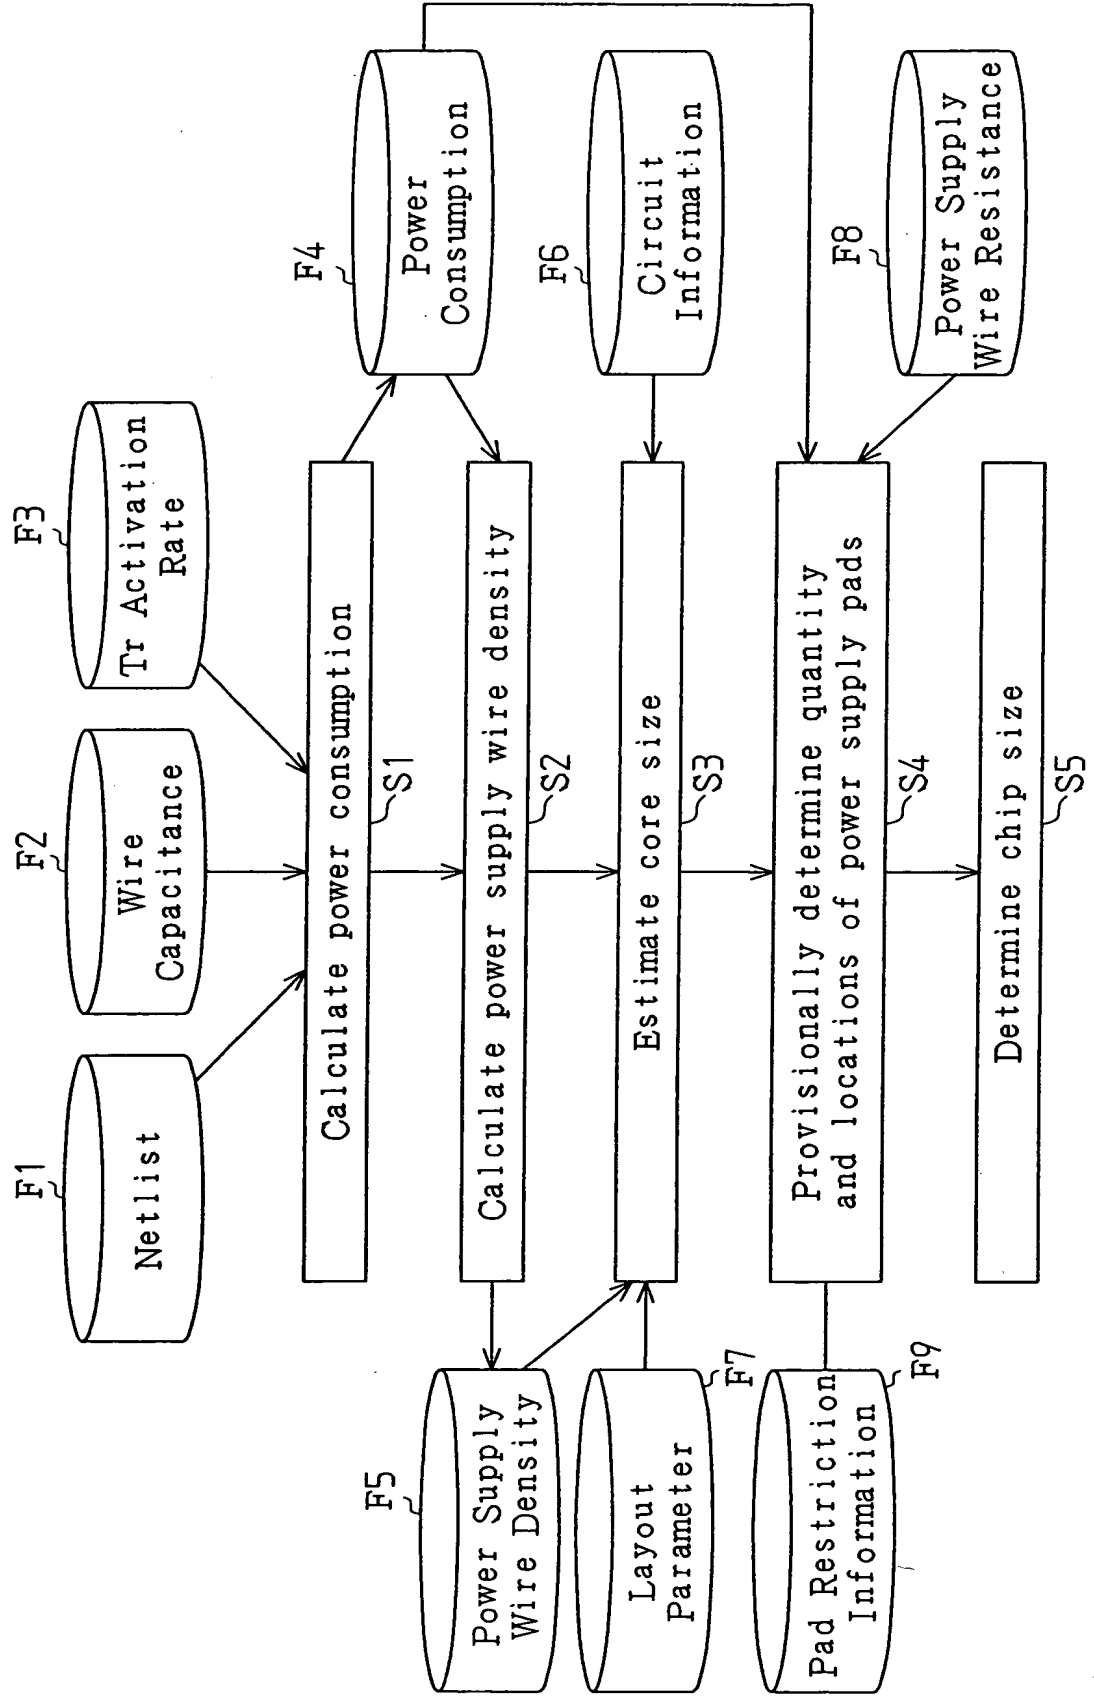 F1
Netlist
F2
Wire
Capacitance
F3
Tr Activation
Rate
Calculate power consumption
S1
F4
Power
Consumption
Calculate power supply wire density
S2
F5
Power Supply
Wire Density
F6
Circuit
Information
Estimate core size
S3
Layout
Parameter
F7
F8
Power Supply
Wire Resistance
Provisionally determine quantity
and locations of power supply pads
S4
Pad Restriction
Information
F9
Determine chip size
S5